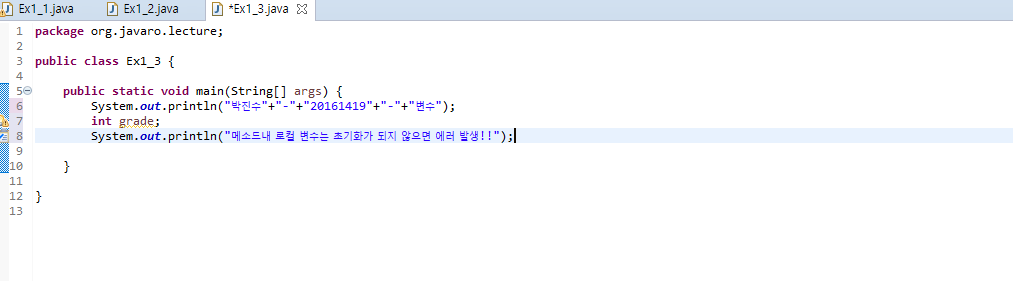 Ex1_1.java Ex1_2.java *Ex1_3.java
1 package org.javaro.lecture;
2
3 public class Ex1_3 {
4
5 public static void main(String[] args) {
6 System.out.println("박진수"+"-"+"20161419"+"-"+"변수");
7 int grade;
8 System.out.println("메소드내 로컬 변수는 초기화가 되지 않으면 에러 발생!!");
9
10 }
11
12 }
13